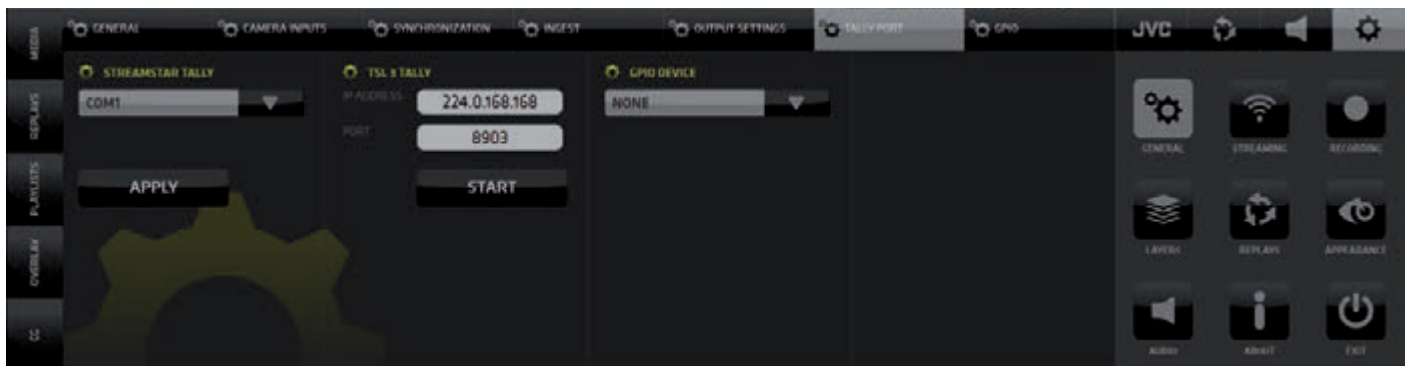 GENERAL
CAMERA INPUTS
SYNCHRONIZATION
INGEST
OUTPUT SETTINGS
TALLY PORT
GPIO
JVC
MEDIA
REPLAYS
PLAYLISTS
OVERLAY
STREAMSTAR TALLY
COM1
APPLY
TSL 3 TALLY
IP ADDRESS
224.0.168.168
PORT
8903
START
GPIO DEVICE
NONE
GENERAL
STREAMING
RECORDING
LAYERS
REPLAYS
APPEARANCE
AUDIO
ABOUT
EXIT